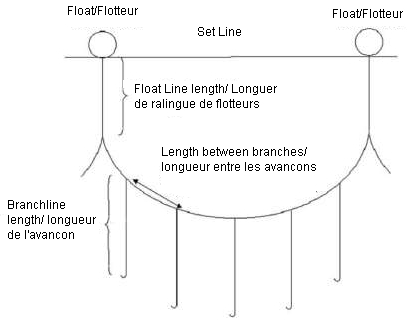 Float/Flotteur
Float/Flotteur
Set Line
Float Line length/ Longuer
de ralingue de flotteurs
Length between branches/
longueur entre les avancons
Branchline
length/ longueur
de l'avancon